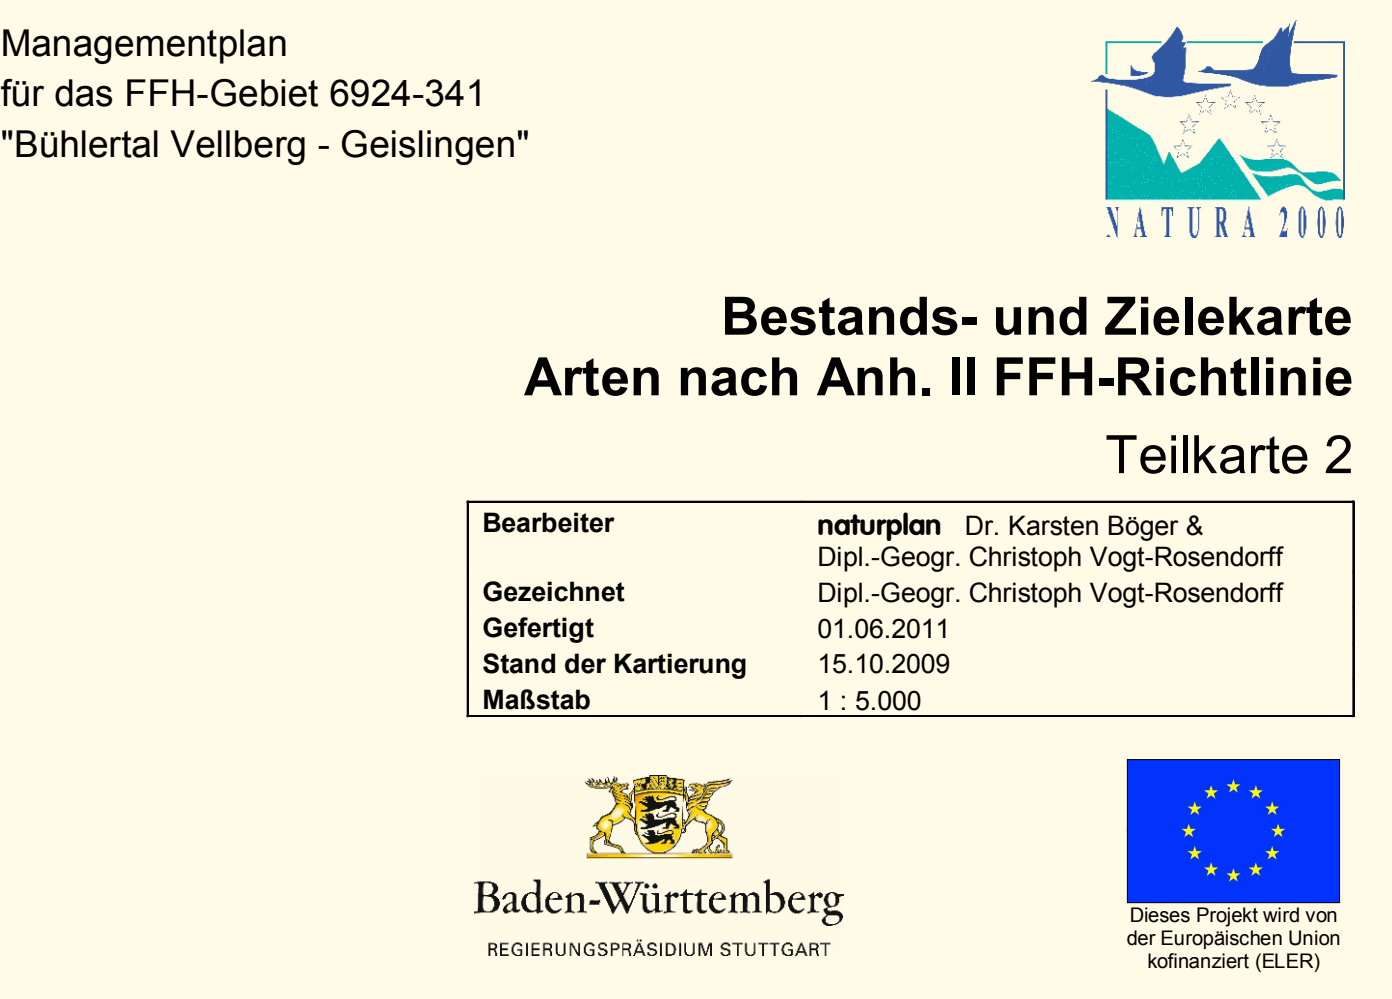 Managementplan
für das FFH-Gebiet 6924-341
"Bühlertal Vellberg - Geislingen"
NATURA 2000
Bestands- und Zielekarte
Arten nach Anh. II FFH-Richtlinie
Teilkarte 2
Bearbeiter naturplan Dr. Karsten Böger &
Dipl.-Geogr. Christoph Vogt-Rosendorff
Gezeichnet Dipl.-Geogr. Christoph Vogt-Rosendorff
Gefertigt 01.06.2011
Stand der Kartierung 15.10.2009
Maßstab 1 : 5.000
Baden-Württemberg
REGIERUNGSPRÄSIDIUM STUTTGART
Dieses Projekt wird von
der Europäischen Union
kofinanziert (ELER)